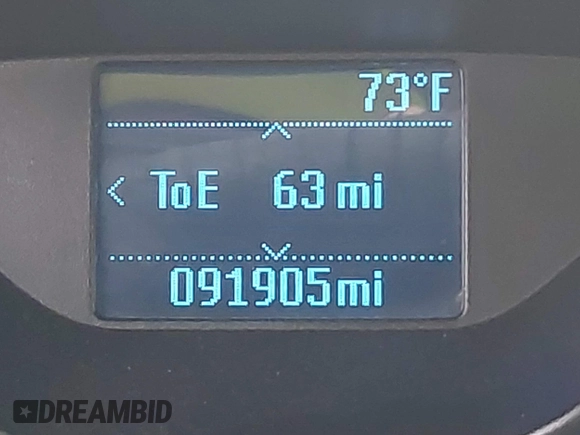 73°F
< ToE 63 mi
091905mi
DREAMBID